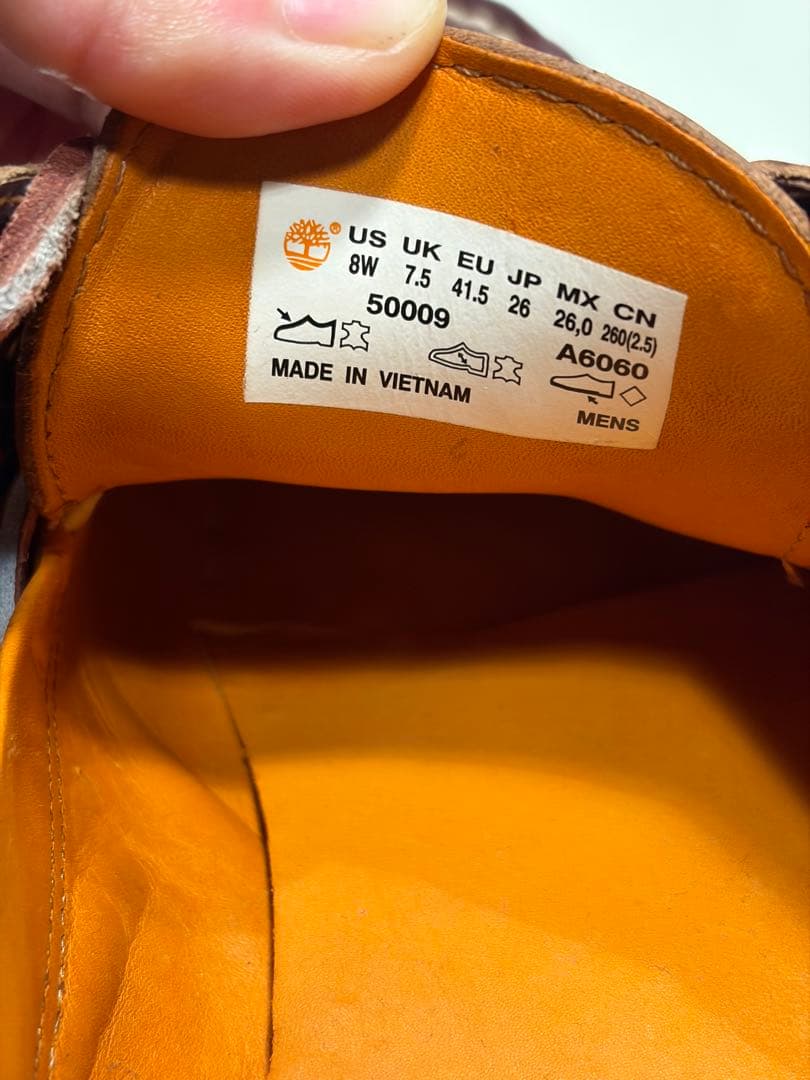 ® US UK EU JP MX CN
8W 7.5 41.5 26 26,0 260(2.5)
50009 A6060
MADE IN VIETNAM MENS